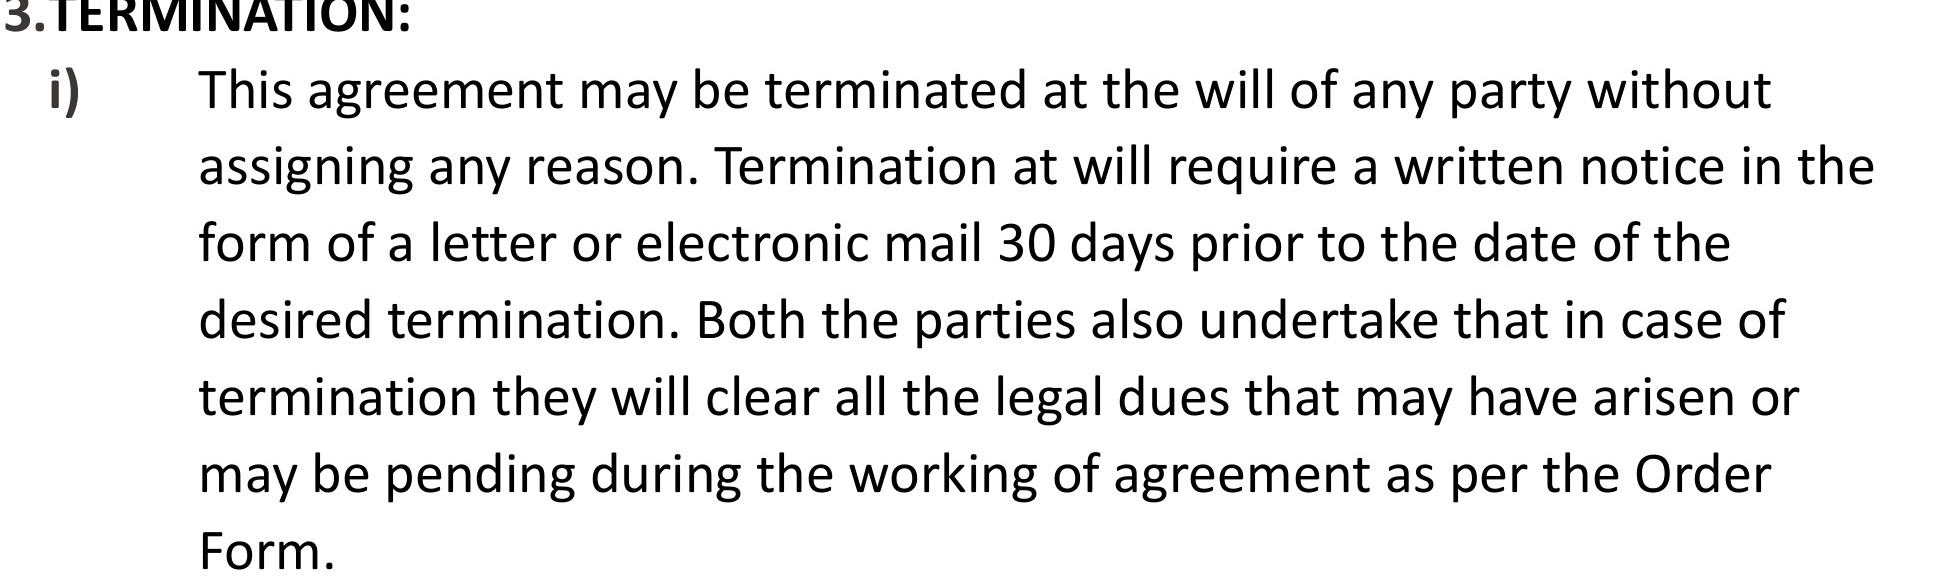 3.TERMINATION:
i) This agreement may be terminated at the will of any party without
assigning any reason. Termination at will require a written notice in the
form of a letter or electronic mail 30 days prior to the date of the
desired termination. Both the parties also undertake that in case of
termination they will clear all the legal dues that may have arisen or
may be pending during the working of agreement as per the Order
Form.